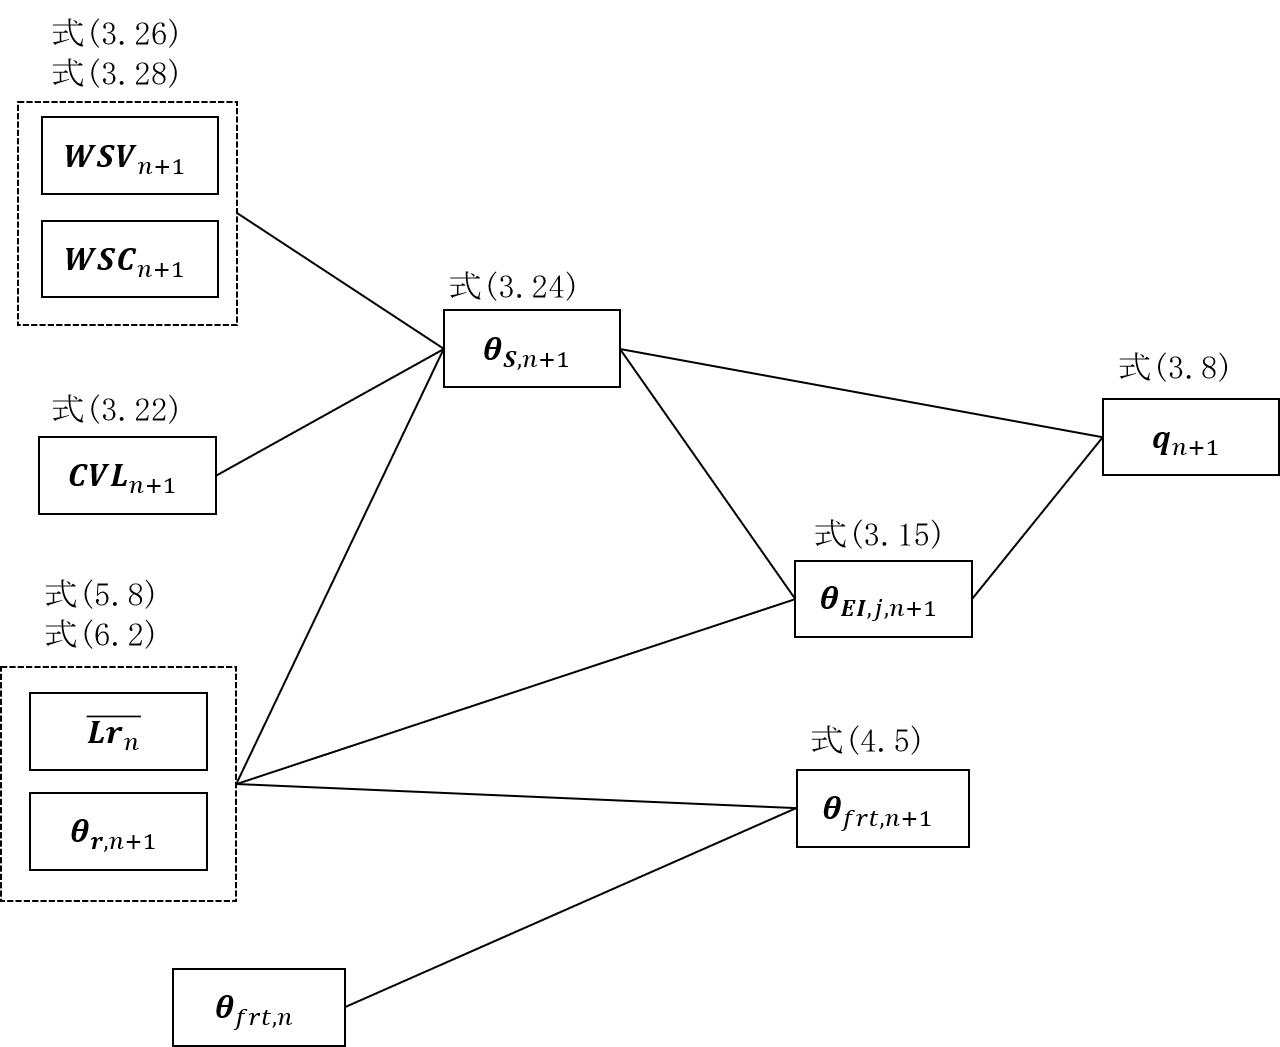 式(3.26)
式(3.28)
WSV_{n+1}
WSC_{n+1}
式(3.24)
θ_{S,n+1}
式(3.8)
q_{n+1}
式(3.22)
CVL_{n+1}
式(3.15)
θ_{EI,j,n+1}
式(5.8)
式(6.2)
\overline{Lr_n}
θ_{r,n+1}
式(4.5)
θ_{frt,n+1}
θ_{frt,n}